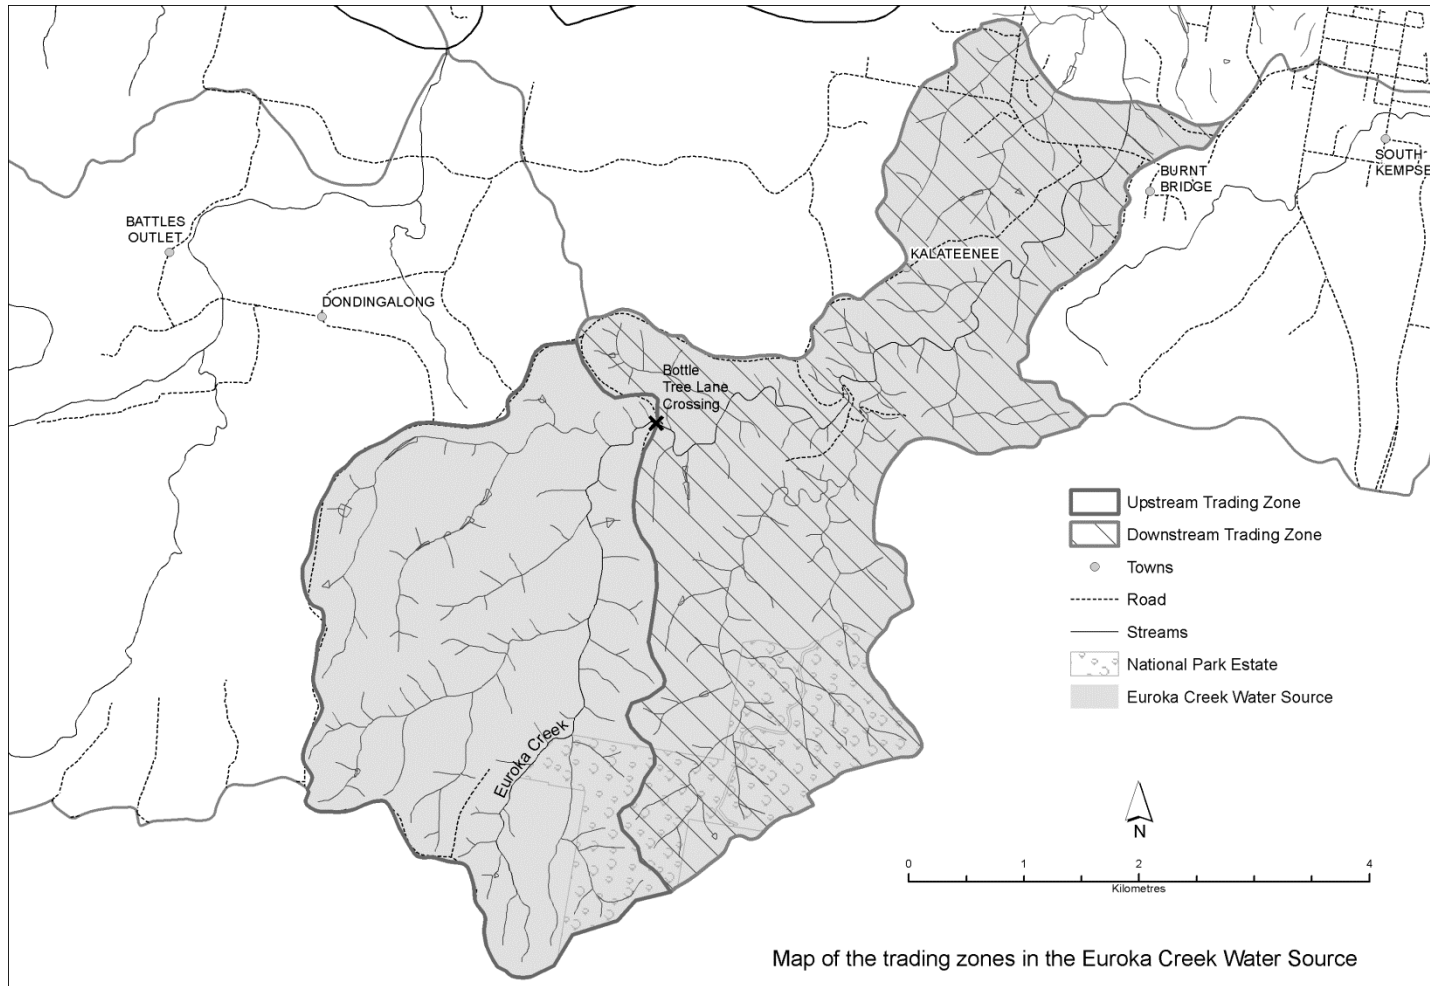 SOUTH
KEMPSE
BURNT
BRIDGE
BATTLES
OUTLET
KALATEENEE
DONDINGALONG
Bottle
Tree Lane
Crossing
Upstream Trading Zone
Downstream Trading Zone
Towns
Road
Streams
National Park Estate
Euroka Creek Water Source
Euroka Creek
N
0 1 2 4
Kilometres
Map of the trading zones in the Euroka Creek Water Source